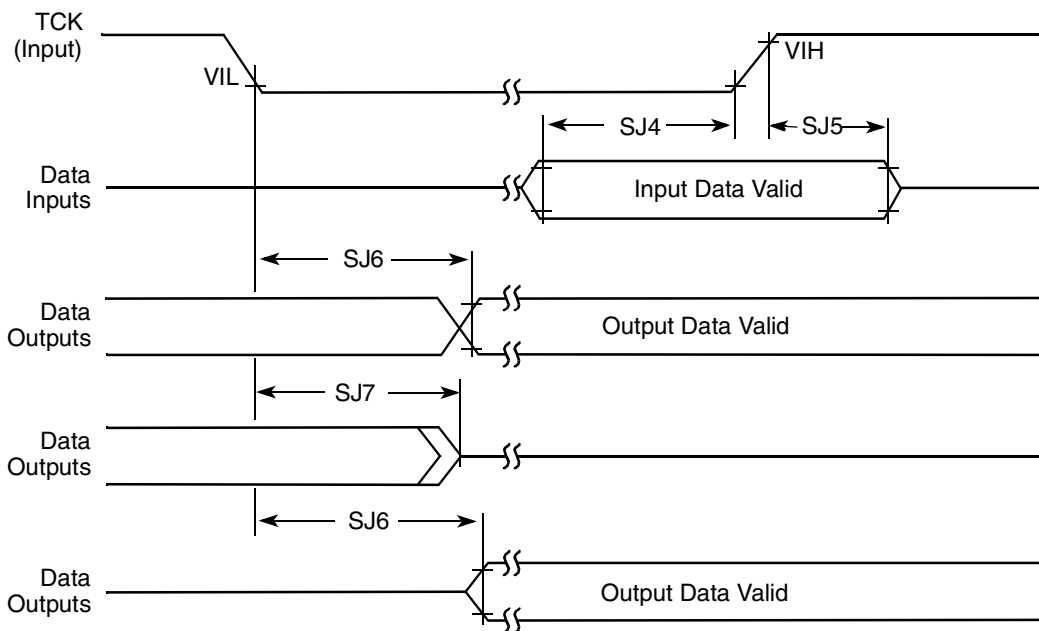 TCK
(Input)
VIL
VIH
SJ4
SJ5
Data
Inputs
Input Data Valid
SJ6
Data
Outputs
Output Data Valid
SJ7
Data
Outputs
SJ6
Data
Outputs
Output Data Valid